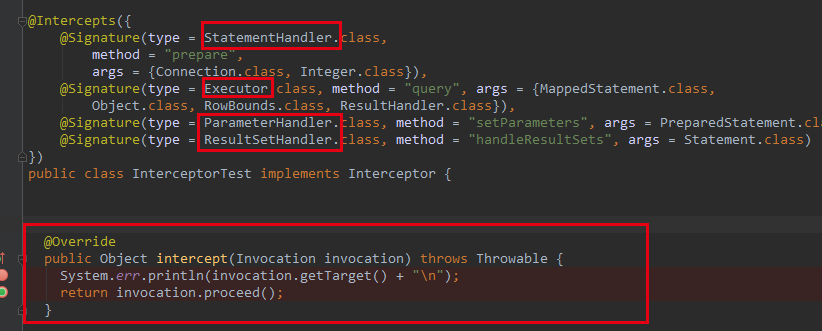 @Intercepts({
@Signature(type = StatementHandler.class,
method = "prepare",
args = {Connection.class, Integer.class}),
@Signature(type = Executor.class, method = "query", args = {MappedStatement.class,
Object.class, RowBounds.class, ResultHandler.class}),
@Signature(type = ParameterHandler.class, method = "setParameters", args = PreparedStatement.cl
@Signature(type = ResultSetHandler.class, method = "handleResultSets", args = Statement.class)
})
public class InterceptorTest implements Interceptor {
@Override
public Object intercept(Invocation invocation) throws Throwable {
System.err.println(invocation.getTarget() + "\n");
return invocation.proceed();
}